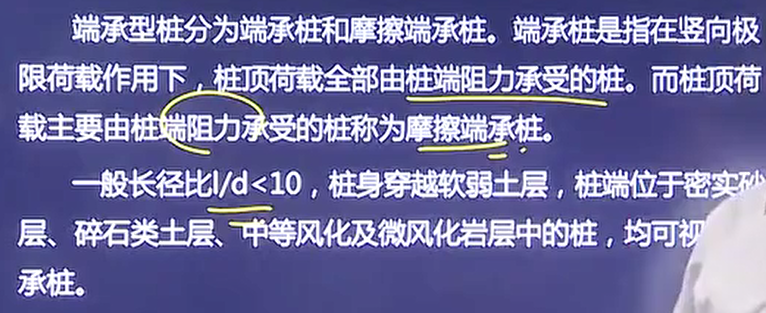 端承型桩分为端承桩和摩擦端承桩。端承桩是指在竖向极
限荷载作用下，桩顶荷载全部由桩端阻力承受的桩。而桩顶荷
载主要由桩端阻力承受的桩称为摩擦端承桩。
一般长径比l/d<10，桩身穿越软弱土层，桩端位于密实砂
层、碎石类土层、中等风化及微风化岩层中的桩，均可视
承桩。